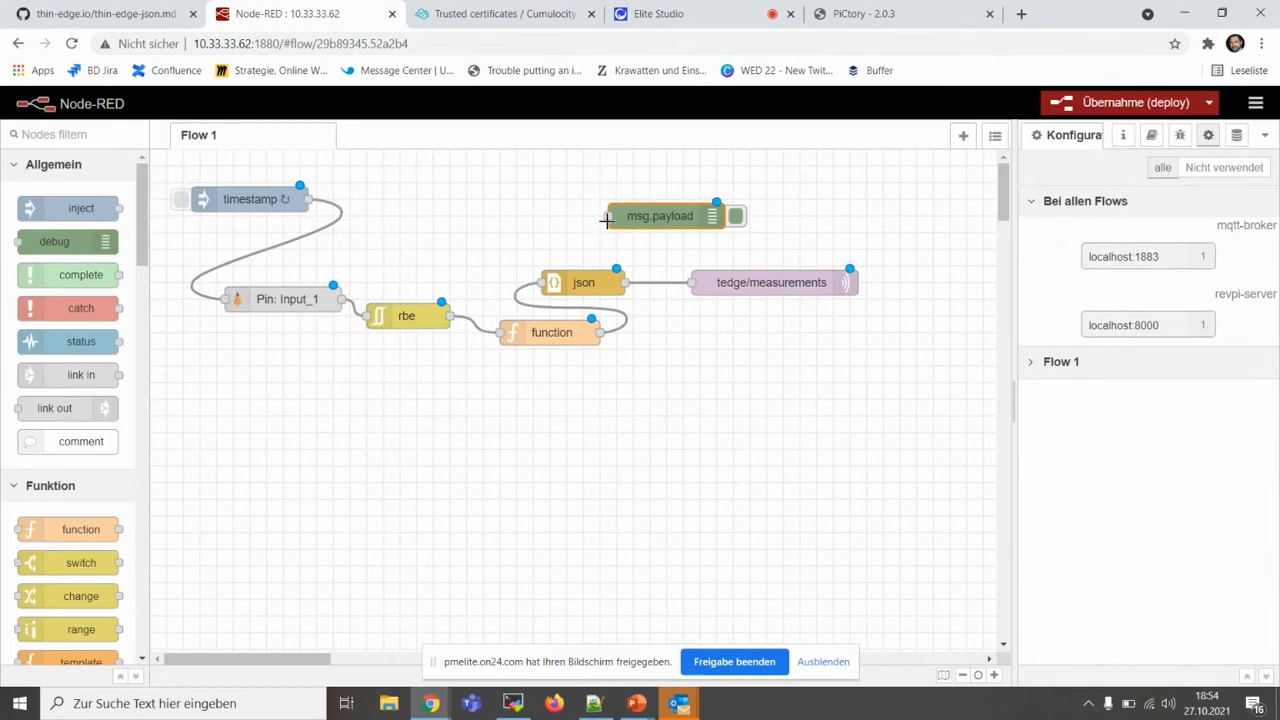 thin-edge.io/thin-edge-json.md
Node-RED : 10.33.33.62
Trusted certificates / Cumulocity
Elite Studio
PiCtory - 2.0.3
Nicht sicher
10.33.33.62:1880/#flow/29b89345.52a2b4
Apps
BD Jira
Confluence
Strategie, Online W...
Message Center | U...
Trouble putting an i...
Krawatten und Eins...
WED 22 - New Twit...
Buffer
Leseliste
Node-RED
Übernahme (deploy)
Nodes filtern
Flow 1
Konfigura
alle
Nicht verwendet
Allgemein
inject
debug
complete
catch
status
link in
link out
comment
Funktion
function
switch
change
range
template
timestamp ↻
msg.payload
json
tedge/measurements
Pin: Input_1
rbe
function
Bei allen Flows
mqtt-broker
localhost:1883
1
revpi-server
localhost:8000
1
Flow 1
pmelite.on24.com hat Ihren Bildschirm freigegeben.
Freigabe beenden
Ausblenden
Zur Suche Text hier eingeben
18:54
27.10.2021
16